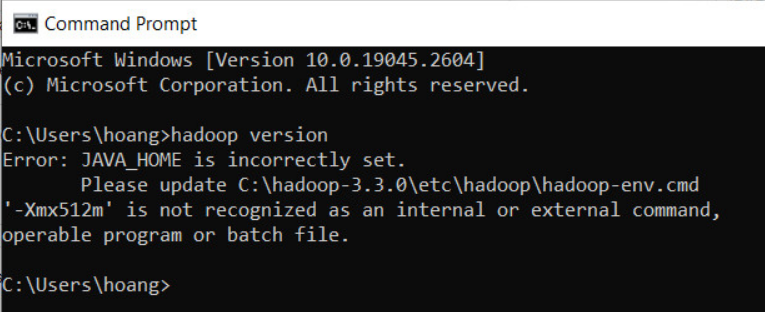 Command Prompt
Microsoft Windows [Version 10.0.19045.2604]
(c) Microsoft Corporation. All rights reserved.
C:\Users\hoang>hadoop version
Error: JAVA_HOME is incorrectly set.
Please update C:\hadoop-3.3.0\etc\hadoop\hadoop-env.cmd
'-Xmx512m' is not recognized as an internal or external command,
operable program or batch file.
C:\Users\hoang>